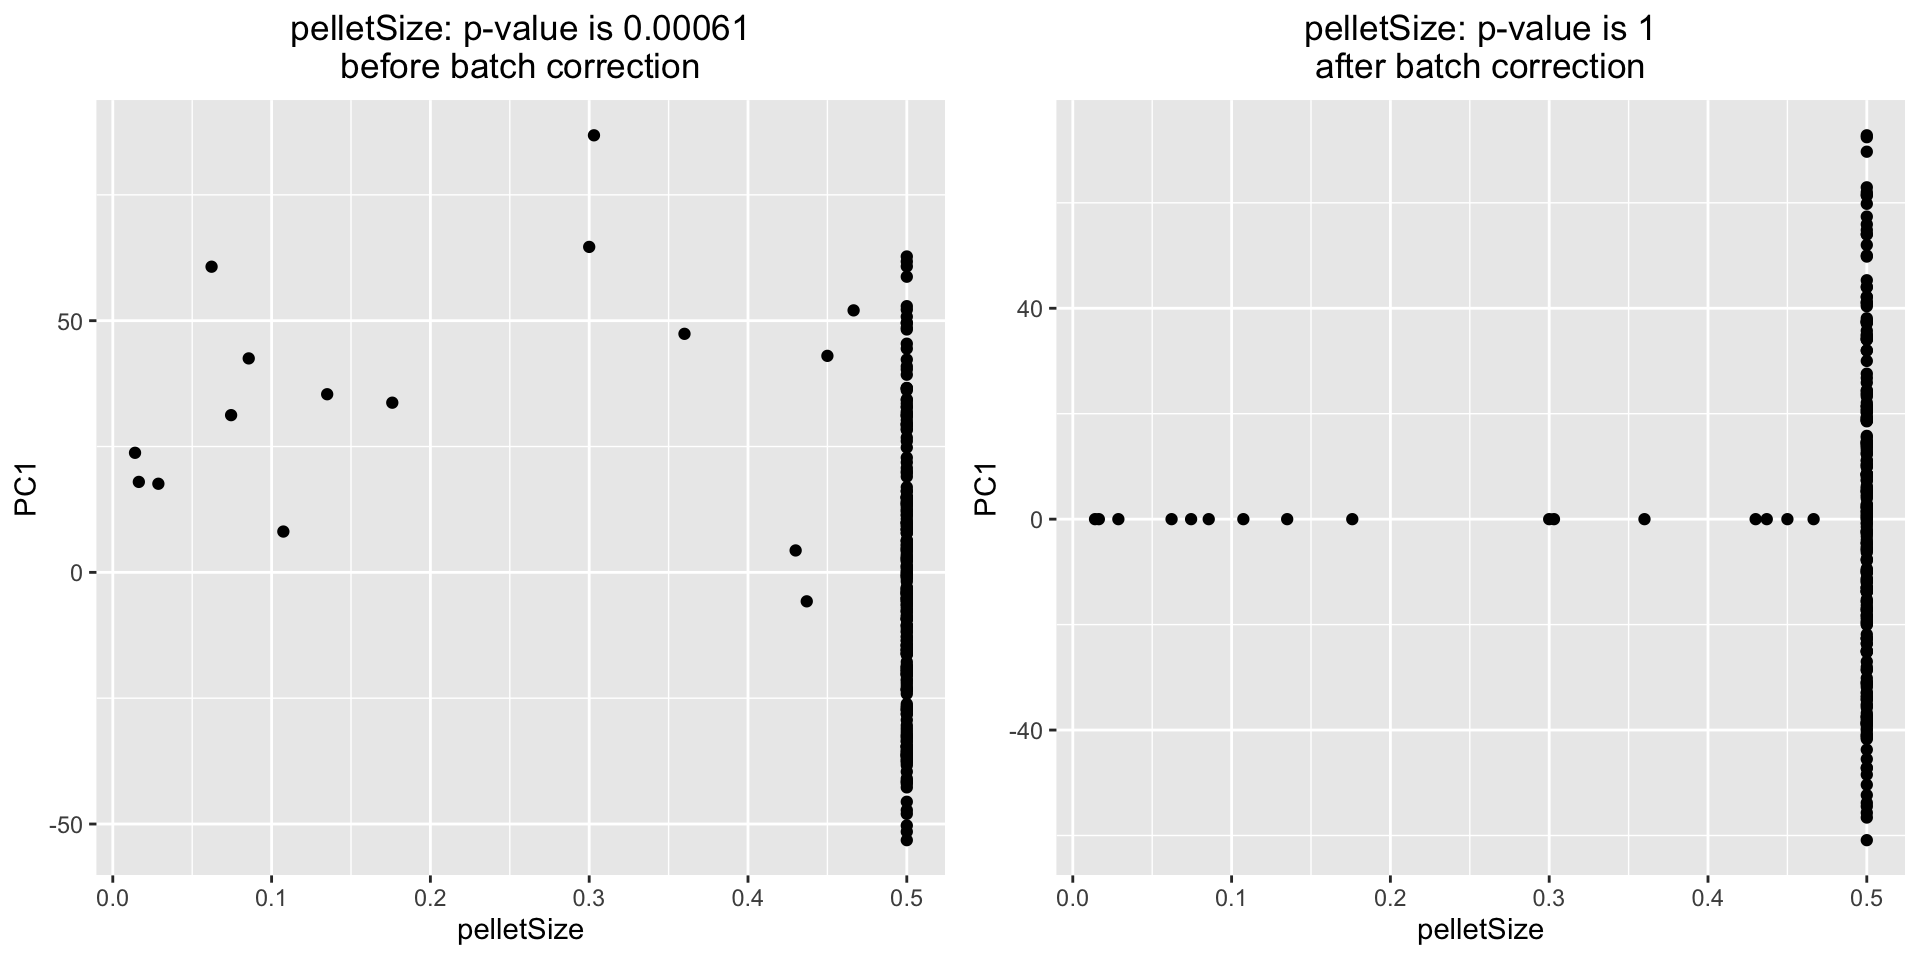 pelletSize: p-value is 0.00061
before batch correction
PC1
50
0
-50
0.0 0.1 0.2 0.3 0.4 0.5
pelletSize
pelletSize: p-value is 1
after batch correction
PC1
40
0
-40
0.0 0.1 0.2 0.3 0.4 0.5
pelletSize